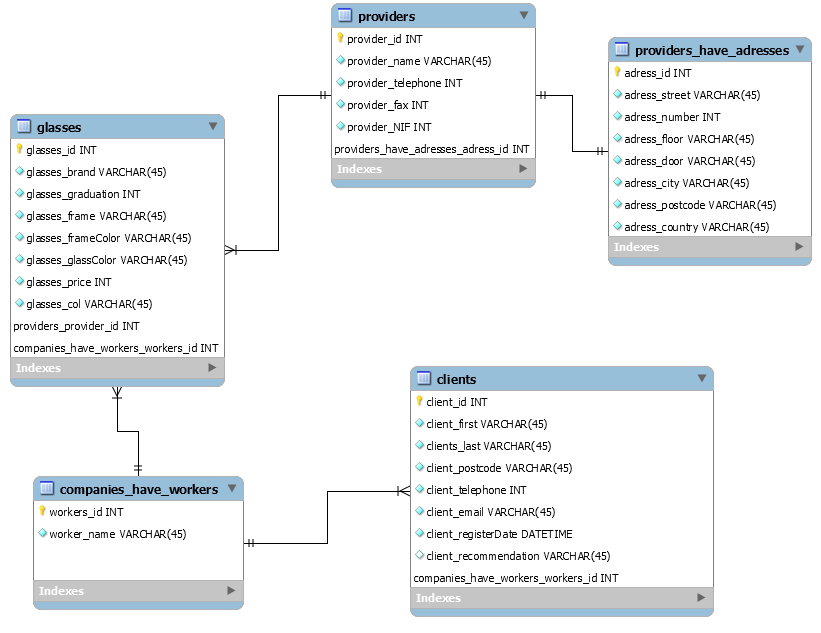 providers
provider_id INT
provider_name VARCHAR(45)
provider_telephone INT
provider_fax INT
provider_NIF INT
providers_have_adresses_adress_id INT
Indexes
providers_have_adresses
adress_id INT
adress_street VARCHAR(45)
adress_number INT
adress_floor VARCHAR(45)
adress_door VARCHAR(45)
adress_city VARCHAR(45)
adress_postcode VARCHAR(45)
adress_country VARCHAR(45)
Indexes
glasses
glasses_id INT
glasses_brand VARCHAR(45)
glasses_graduation INT
glasses_frame VARCHAR(45)
glasses_frameColor VARCHAR(45)
glasses_glassColor VARCHAR(45)
glasses_price INT
glasses_col VARCHAR(45)
providers_provider_id INT
companies_have_workers_workers_id INT
Indexes
clients
client_id INT
client_first VARCHAR(45)
clients_last VARCHAR(45)
client_postcode VARCHAR(45)
client_telephone INT
client_email VARCHAR(45)
client_registerDate DATETIME
client_recommendation VARCHAR(45)
companies_have_workers_workers_id INT
Indexes
companies_have_workers
workers_id INT
worker_name VARCHAR(45)
Indexes